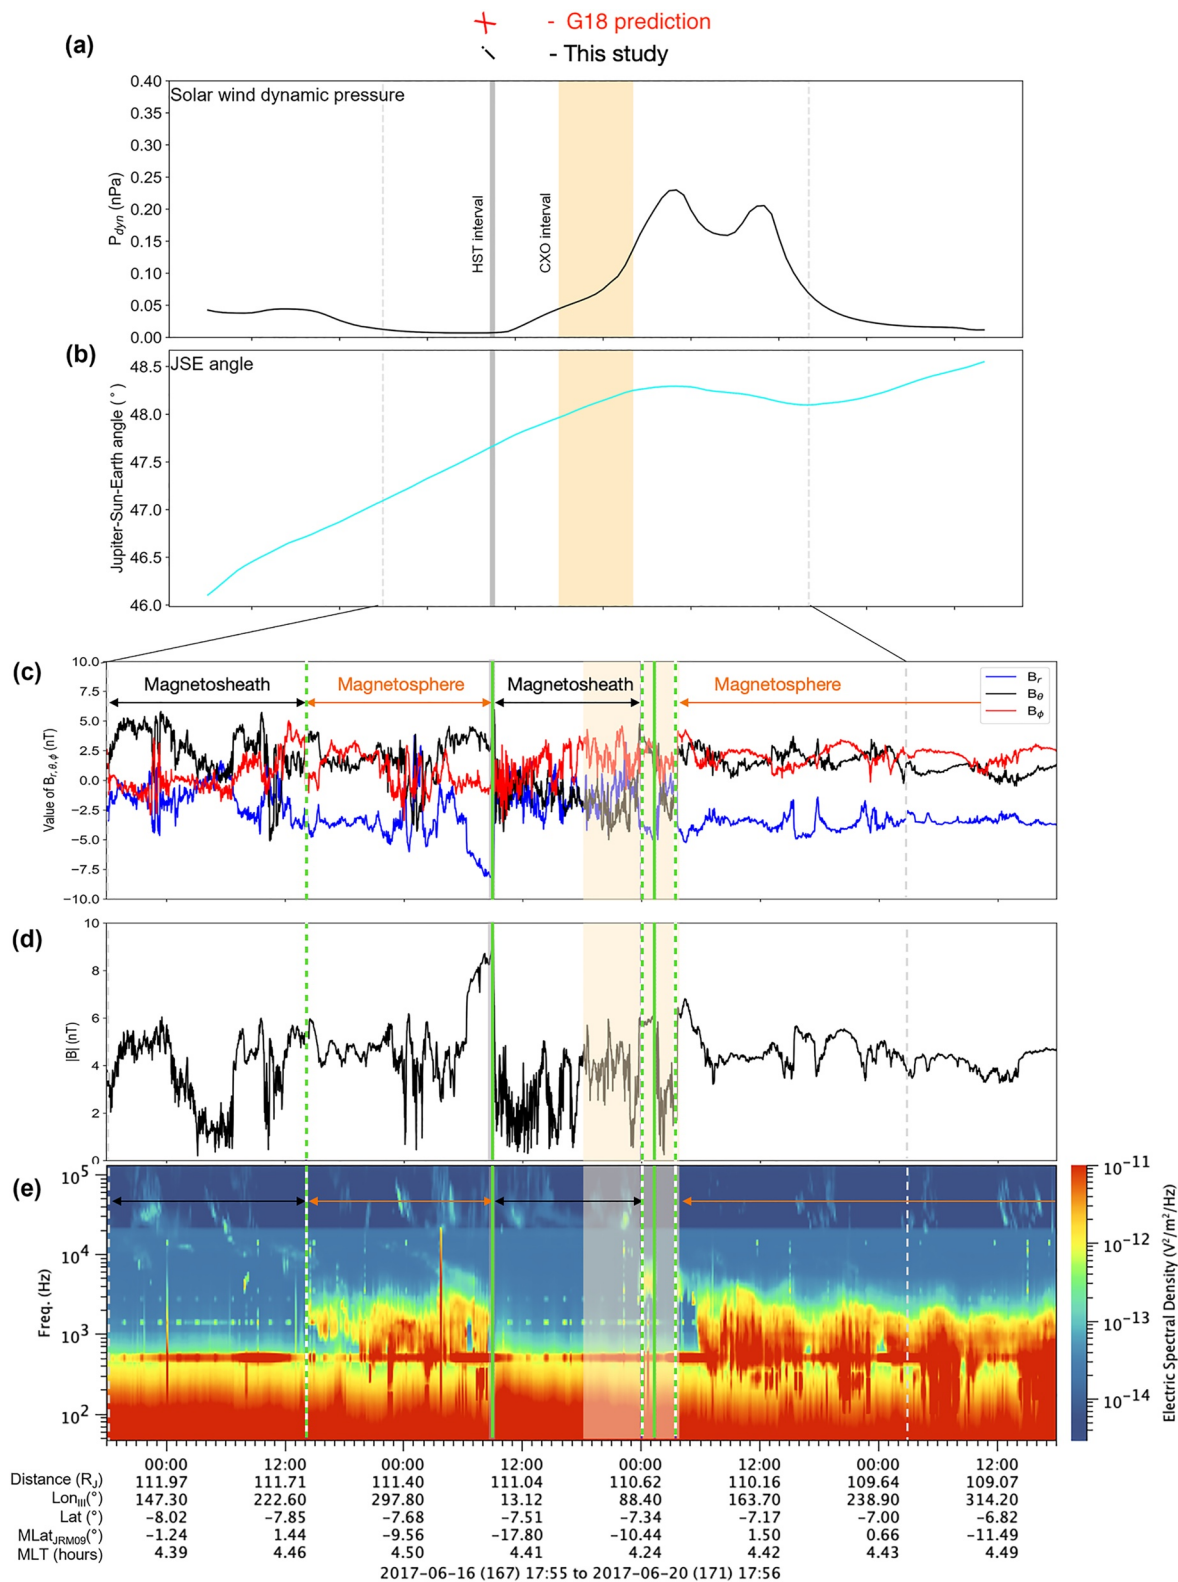 X - G18 prediction
i - This study
(a)
0.40
Solar wind dynamic pressure
0.35
0.30
0.25
0.20
0.15
0.10
0.05
0.00
P_dyn (nPa)
HST interval
CXO interval
(b)
JSE angle
48.5
48.0
47.5
47.0
46.5
46.0
Jupiter-Sun-Earth angle (°)
(c)
10.0
7.5
5.0
2.5
0.0
−2.5
−5.0
−7.5
−10.0
Value of B_r, θ, ϕ (nT)
Magnetosheath
Magnetosphere
Magnetosheath
Magnetosphere
B_r
B_θ
B_ϕ
(d)
10
8
6
4
2
0
|B| (nT)
(e)
10^5
10^4
10^3
10^2
Freq. (Hz)
10^−11
10^−12
10^−13
10^−14
Electric Spectral Density (V²/m²/Hz)
00:00 12:00 00:00 12:00 00:00 12:00 00:00 12:00
Distance (R_J) 111.97 111.71 111.40 111.04 110.62 110.16 109.64 109.07
Lon_III(°) 147.30 222.60 297.80 13.12 88.40 163.70 238.90 314.20
Lat (°) −8.02 −7.85 −7.68 −7.51 −7.34 −7.17 −7.00 −6.82
MLat_JRM09(°) −1.24 1.44 −9.56 −17.80 −10.44 1.50 0.66 −11.49
MLT (hours) 4.39 4.46 4.50 4.41 4.24 4.42 4.43 4.49
2017-06-16 (167) 17:55 to 2017-06-20 (171) 17:56